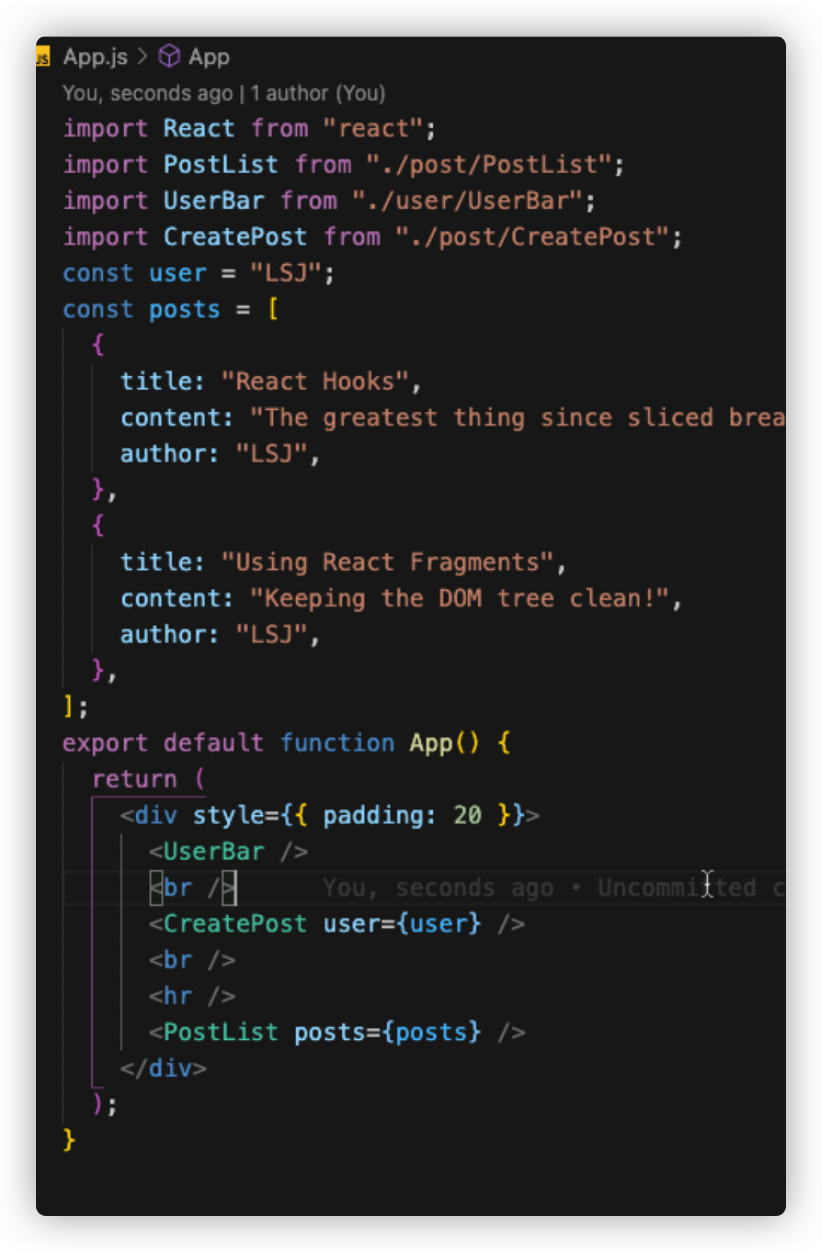 JS App.js > App
You, seconds ago | 1 author (You)
import React from "react";
import PostList from "./post/PostList";
import UserBar from "./user/UserBar";
import CreatePost from "./post/CreatePost";
const user = "LSJ";
const posts = [
  {
    title: "React Hooks",
    content: "The greatest thing since sliced brea
    author: "LSJ",
  },
  {
    title: "Using React Fragments",
    content: "Keeping the DOM tree clean!",
    author: "LSJ",
  },
];
export default function App() {
  return (
    <div style={{ padding: 20 }}>
      <UserBar />
      <br />      You, seconds ago • Uncommitted c
      <CreatePost user={user} />
      <br />
      <hr />
      <PostList posts={posts} />
    </div>
  );
}